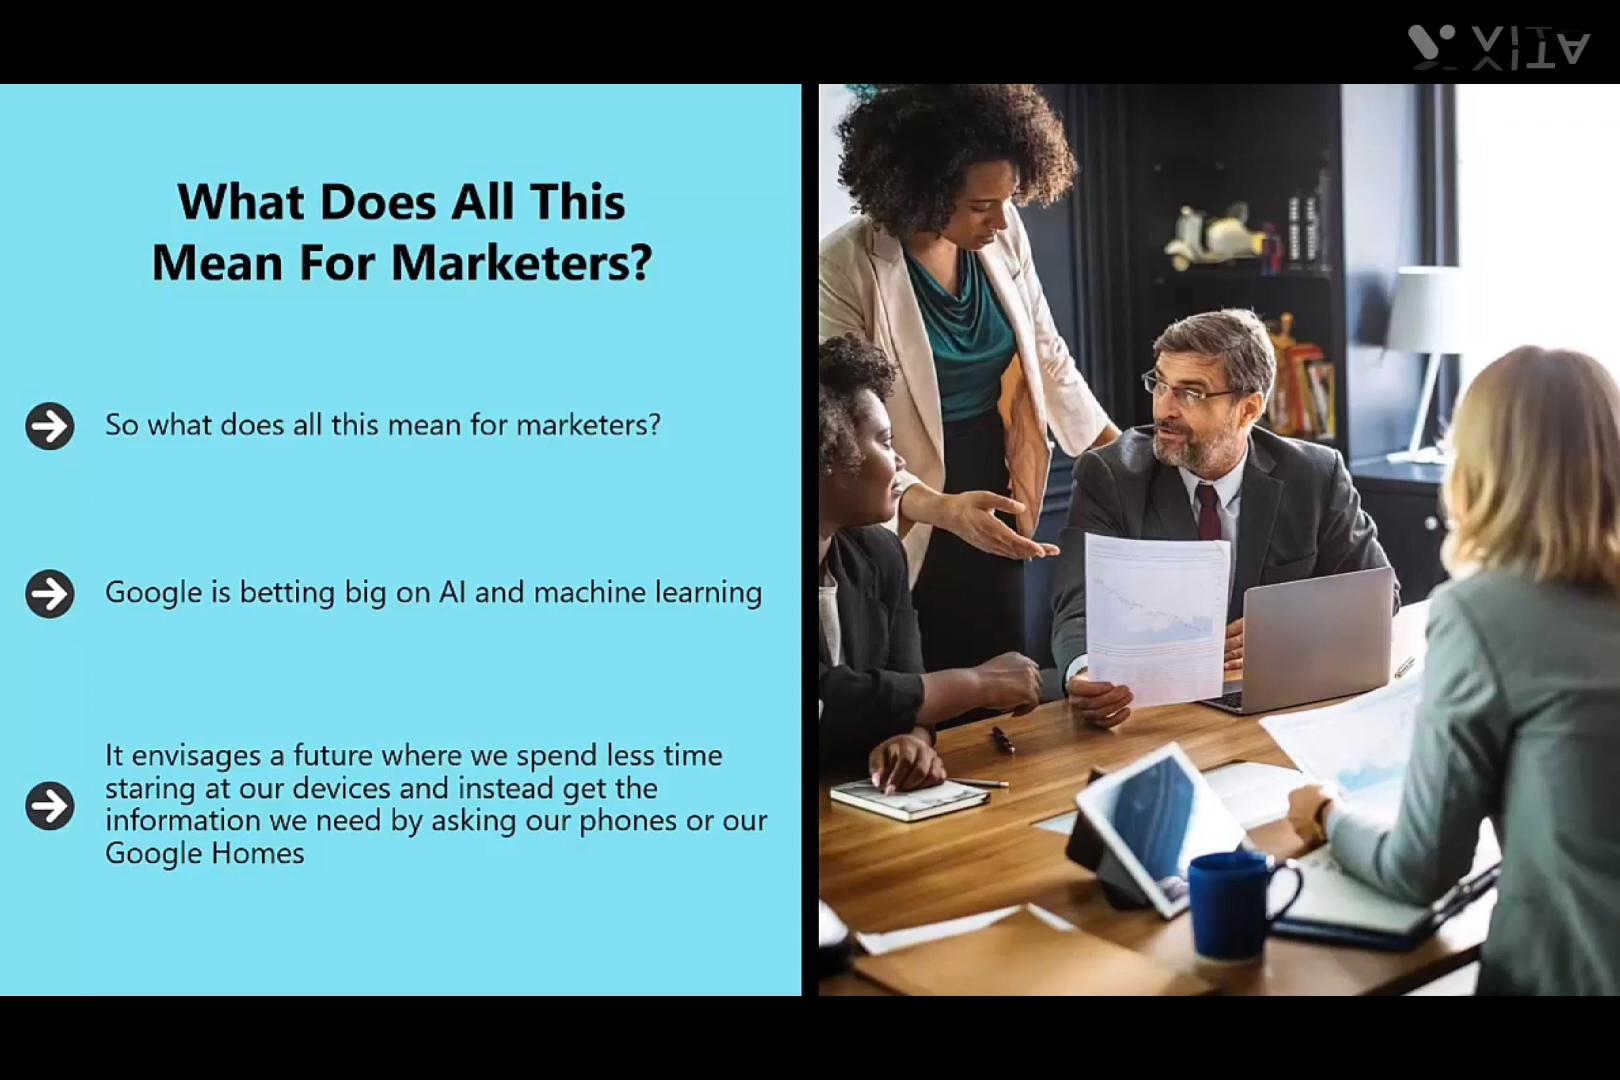 VITA
What Does All This
Mean For Marketers?
So what does all this mean for marketers?
Google is betting big on AI and machine learning
It envisages a future where we spend less time
staring at our devices and instead get the
information we need by asking our phones or our
Google Homes